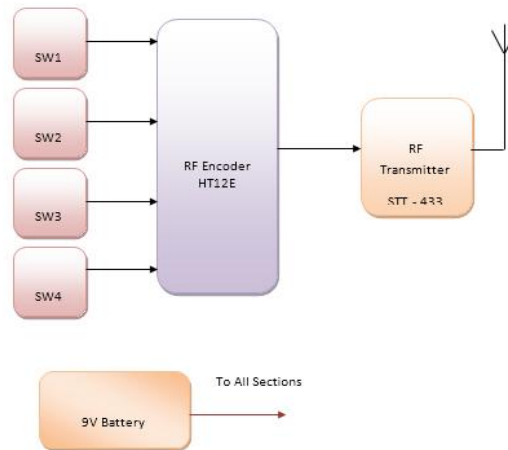 SW1
SW2
SW3
SW4
RF Encoder
HT12E
RF
Transmitter
STT - 433
To All Sections
9V Battery